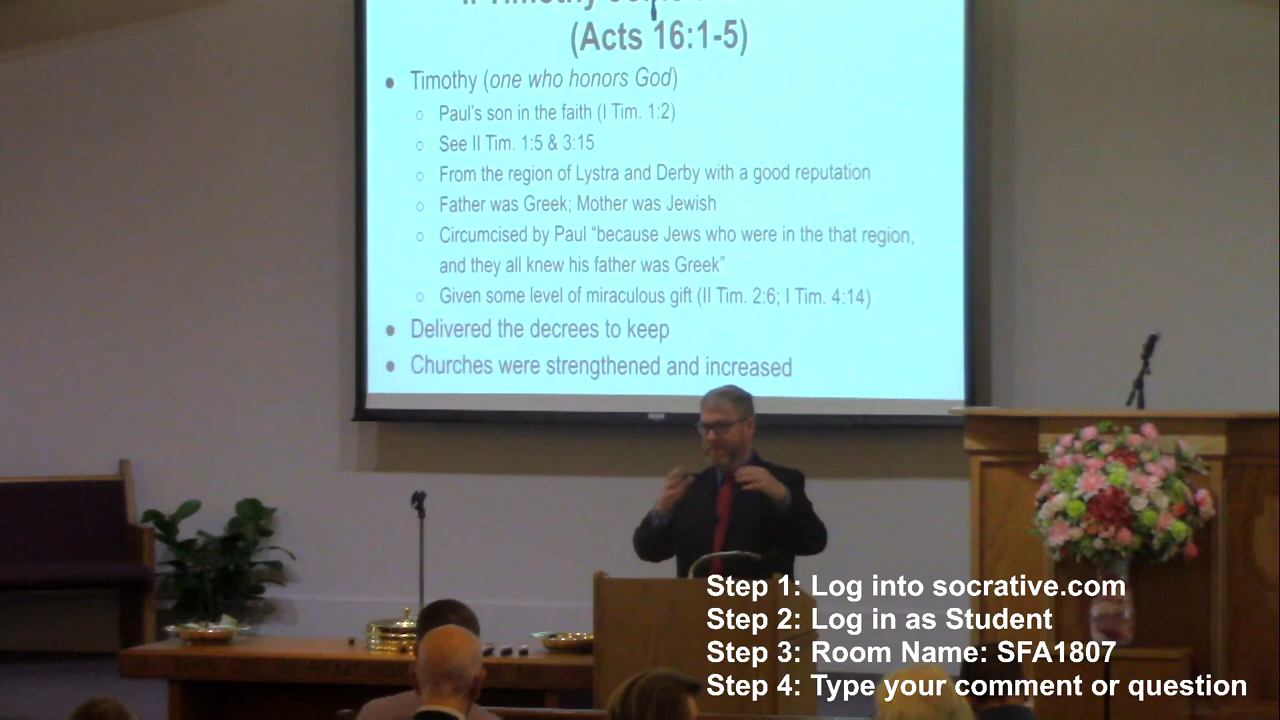 Timothy
(Acts 16:1-5)
● Timothy (one who honors God)
○ Paul's son in the faith (I Tim. 1:2)
○ See II Tim. 1:5 & 3:15
○ From the region of Lystra and Derby with a good reputation
○ Father was Greek; Mother was Jewish
○ Circumcised by Paul “because Jews who were in the that region,
and they all knew his father was Greek”
○ Given some level of miraculous gift (II Tim. 2:6; I Tim. 4:14)
● Delivered the decrees to keep
● Churches were strengthened and increased
Step 1: Log into socrative.com
Step 2: Log in as Student
Step 3: Room Name: SFA1807
Step 4: Type your comment or question